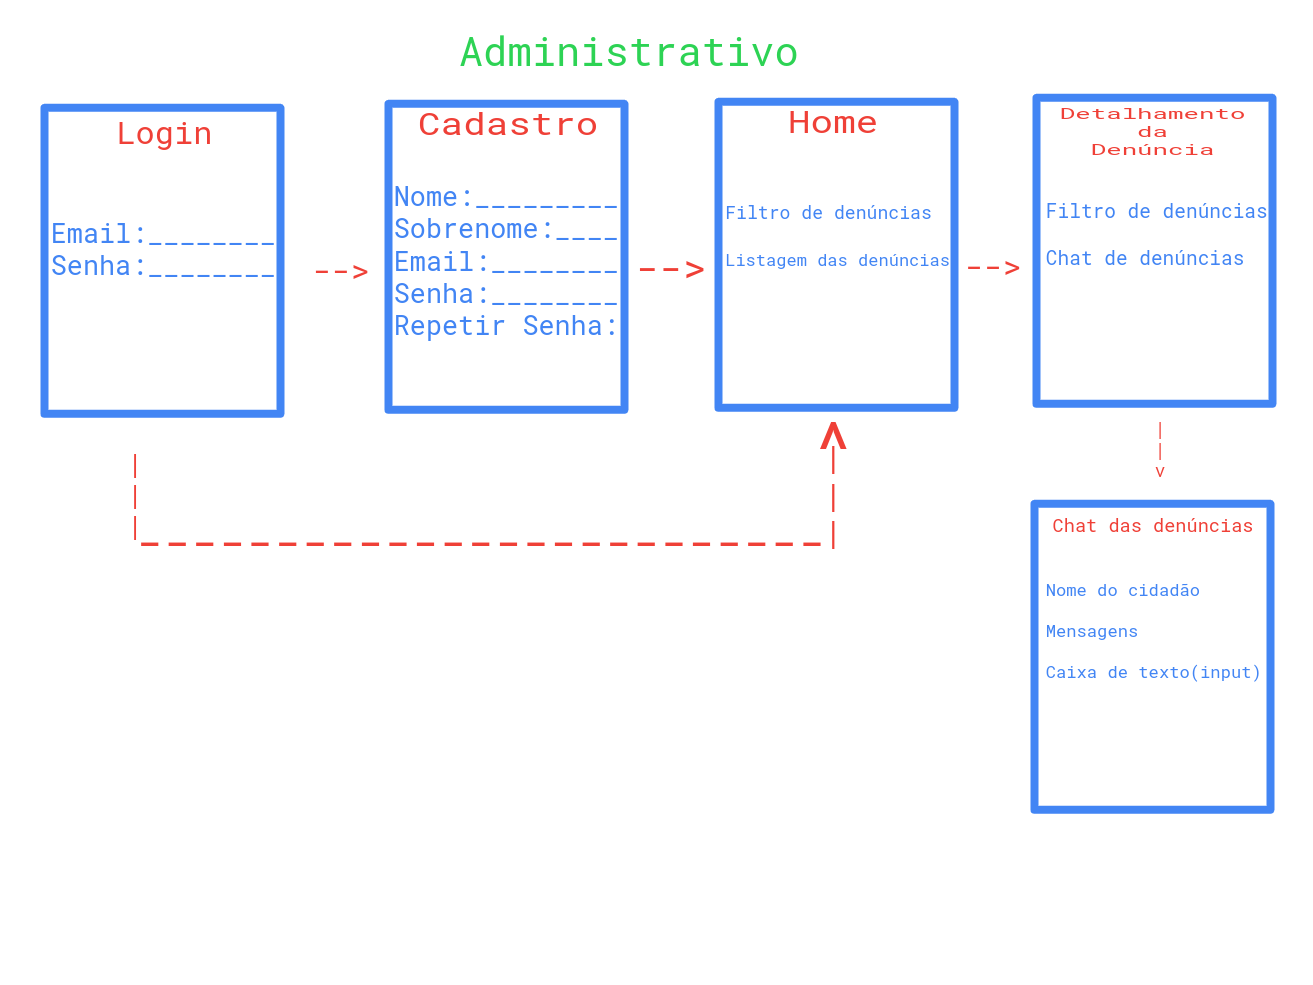 Administrativo
Login
Email:________
Senha:________
-->
Cadastro
Nome:_________
Sobrenome:____
Email:________
Senha:________
Repetir Senha:
-->
Home
Filtro de denúncias
Listagem das denúncias
-->
Detalhamento
da
Denúncia
Filtro de denúncias
Chat de denúncias
Chat das denúncias
Nome do cidadão
Mensagens
Caixa de texto(input)